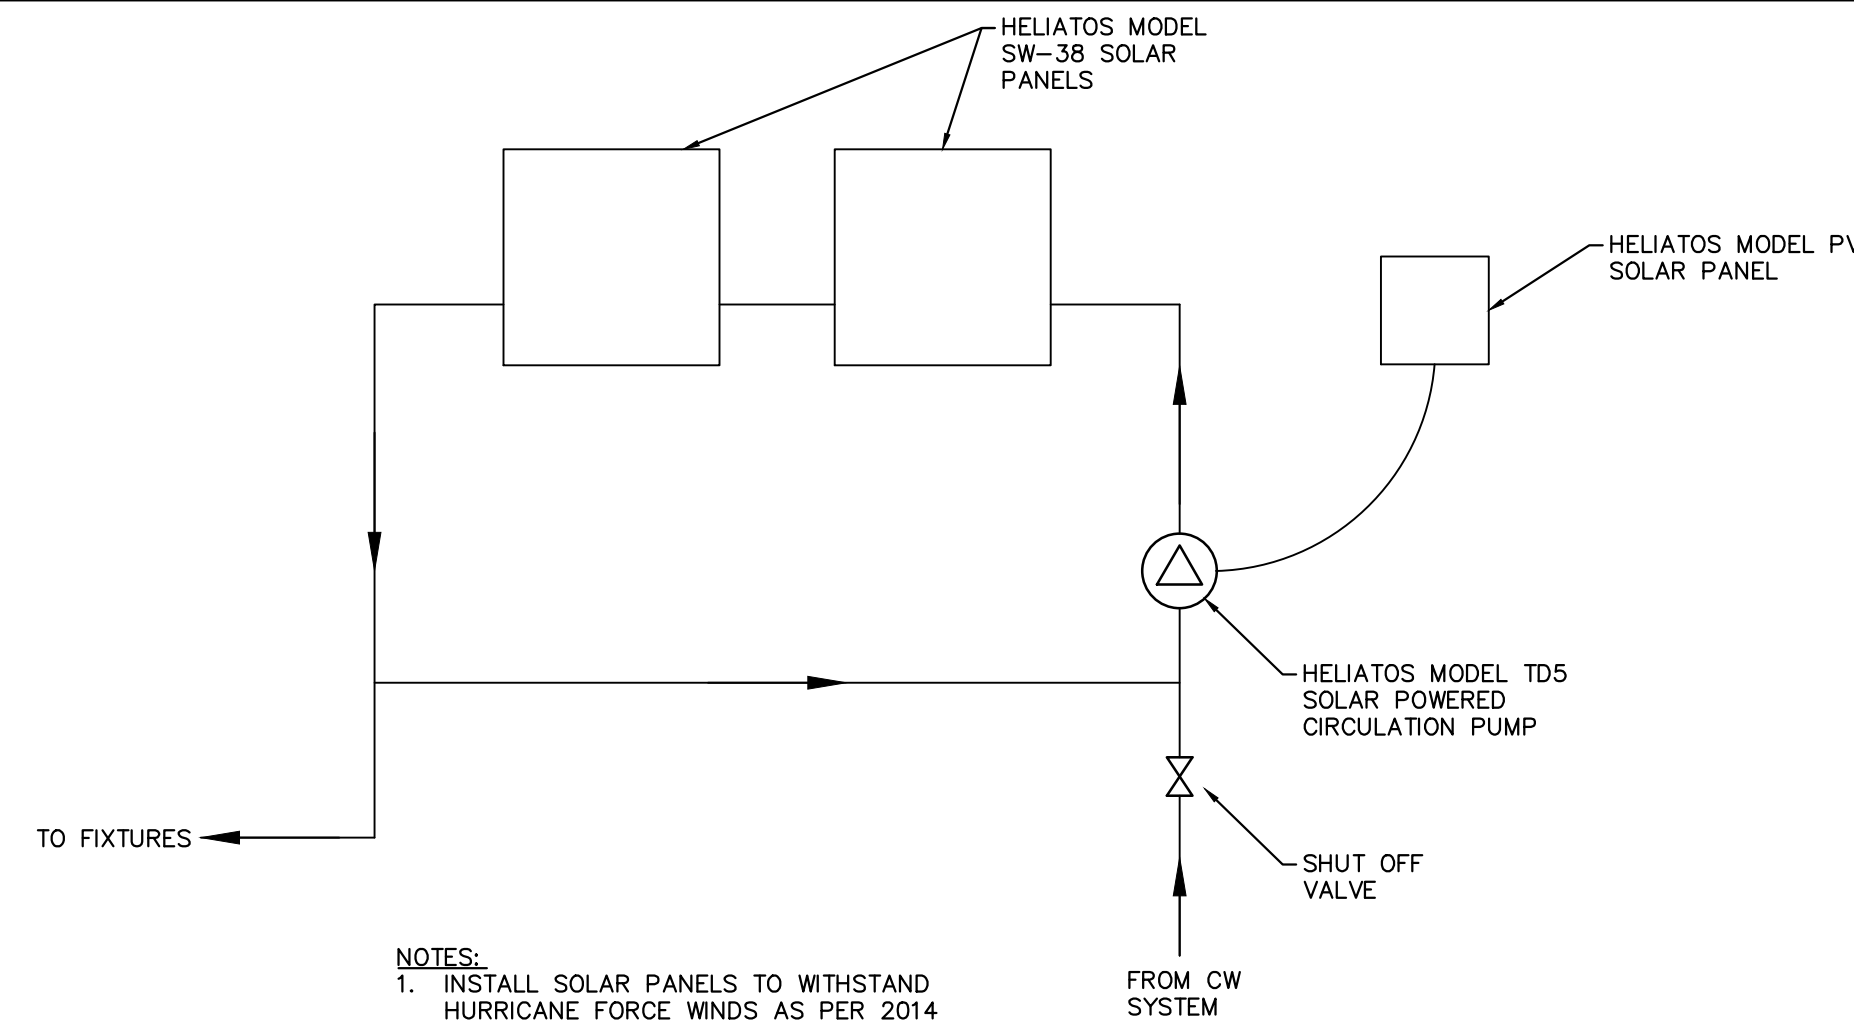 HELIATOS MODEL
SW-38 SOLAR
PANELS
HELIATOS MODEL PV
SOLAR PANEL
HELIATOS MODEL TD5
SOLAR POWERED
CIRCULATION PUMP
TO FIXTURES
SHUT OFF
VALVE
FROM CW
SYSTEM
NOTES:
1. INSTALL SOLAR PANELS TO WITHSTAND
HURRICANE FORCE WINDS AS PER 2014